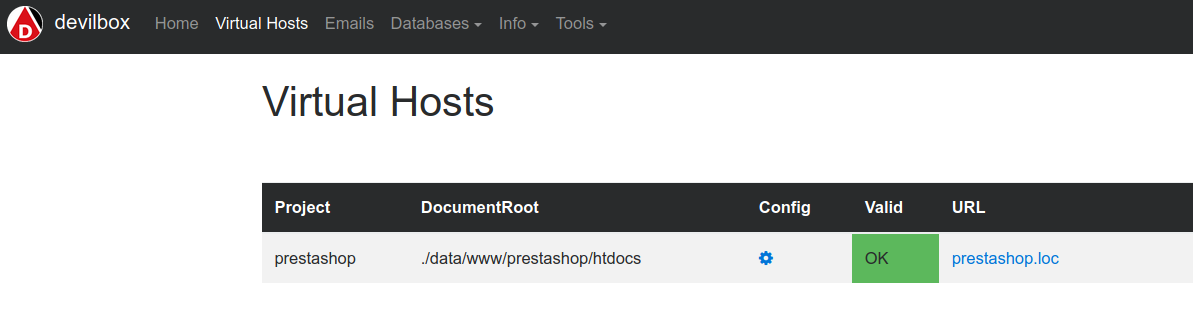 D devilbox Home Virtual Hosts Emails Databases Info Tools
Virtual Hosts
Project DocumentRoot Config Valid URL
prestashop ./data/www/prestashop/htdocs OK prestashop.loc